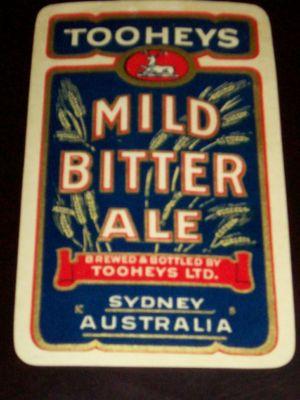 TOOHEYS
MILD
BITTER
ALE
BREWED & BOTTLED BY
TOOHEYS LTD.
SYDNEY
K B
AUSTRALIA